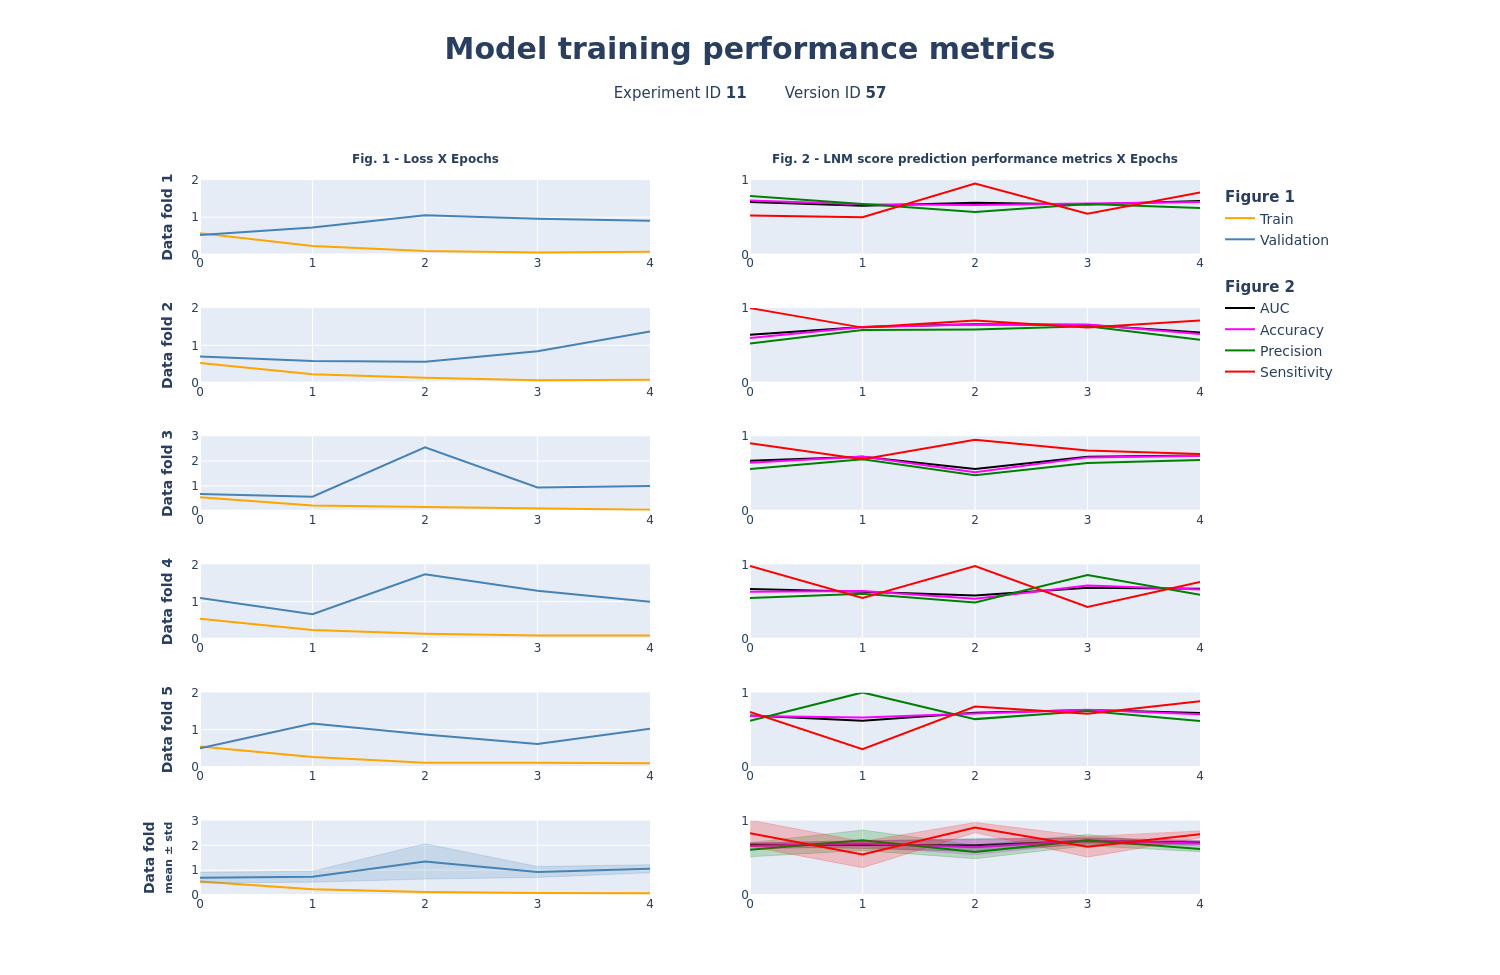 Model training performance metrics
Experiment ID 11 Version ID 57
Fig. 1 - Loss X Epochs
Fig. 2 - LNM score prediction performance metrics X Epochs
Data fold 1
2
1
0
0 1 2 3 4
1
0
0 1 2 3 4
Data fold 2
2
1
0
0 1 2 3 4
1
0
0 1 2 3 4
Data fold 3
3
2
1
0
0 1 2 3 4
1
0
0 1 2 3 4
Data fold 4
2
1
0
0 1 2 3 4
1
0
0 1 2 3 4
Data fold 5
2
1
0
0 1 2 3 4
1
0
0 1 2 3 4
Data fold
mean ± std
3
2
1
0
0 1 2 3 4
1
0
0 1 2 3 4
Figure 1
Train
Validation
Figure 2
AUC
Accuracy
Precision
Sensitivity